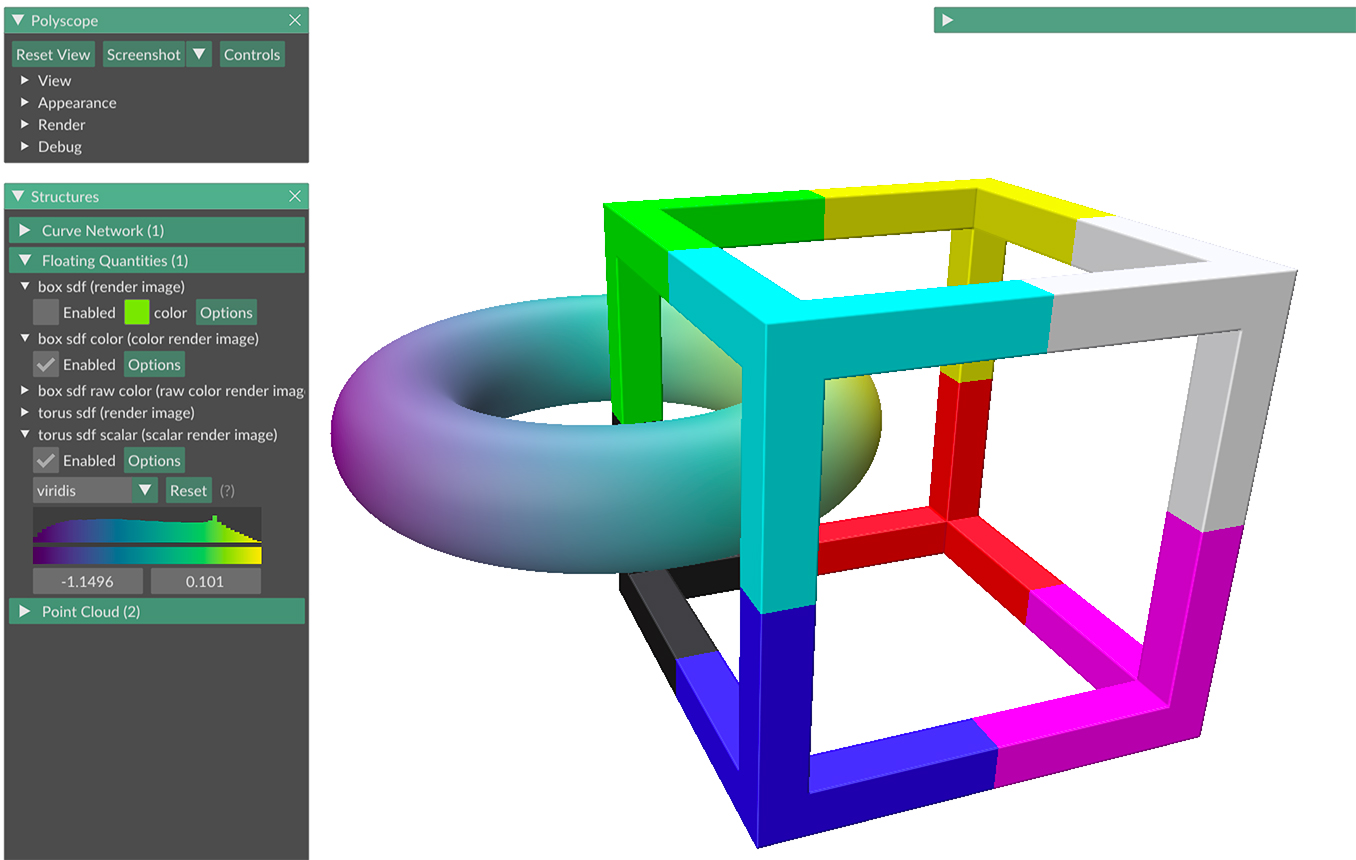 Polyscope
Reset View Screenshot Controls
View
Appearance
Render
Debug
Structures
Curve Network (1)
Floating Quantities (1)
box sdf (render image)
Enabled color Options
box sdf color (color render image)
Enabled Options
box sdf raw color (raw color render imag
torus sdf (render image)
torus sdf scalar (scalar render image)
Enabled Options
viridis Reset (?)
-1.1496 0.101
Point Cloud (2)